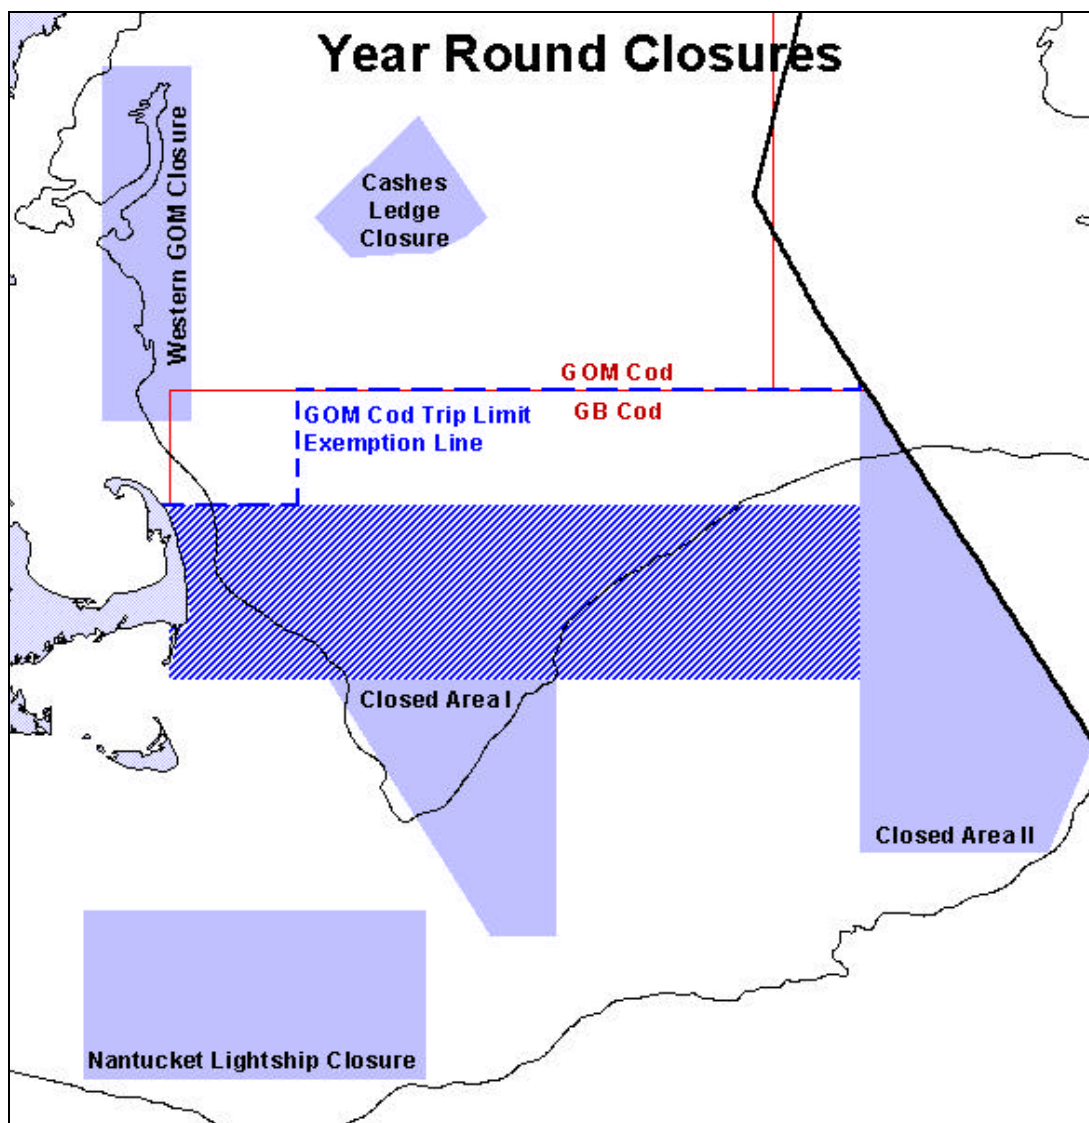 Year Round Closures
Western GOM Closure
Cashes
Ledge
Closure
GOM Cod
GB Cod
GOM Cod Trip Limit
Exemption Line
Closed Area I
Closed Area II
Nantucket Lightship Closure